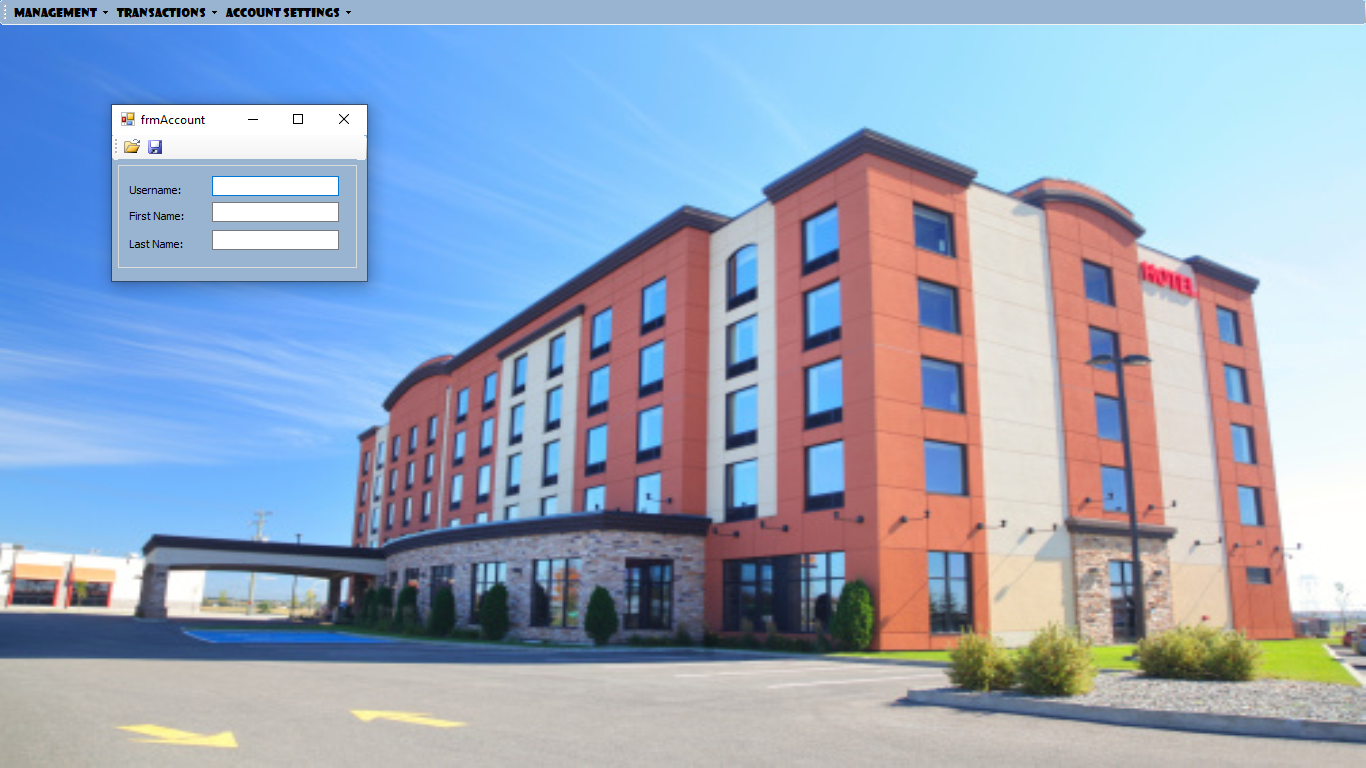 MANAGEMENT TRANSACTIONS ACCOUNT SETTINGS
frmAccount
Username:
First Name:
Last Name:
HOTEL